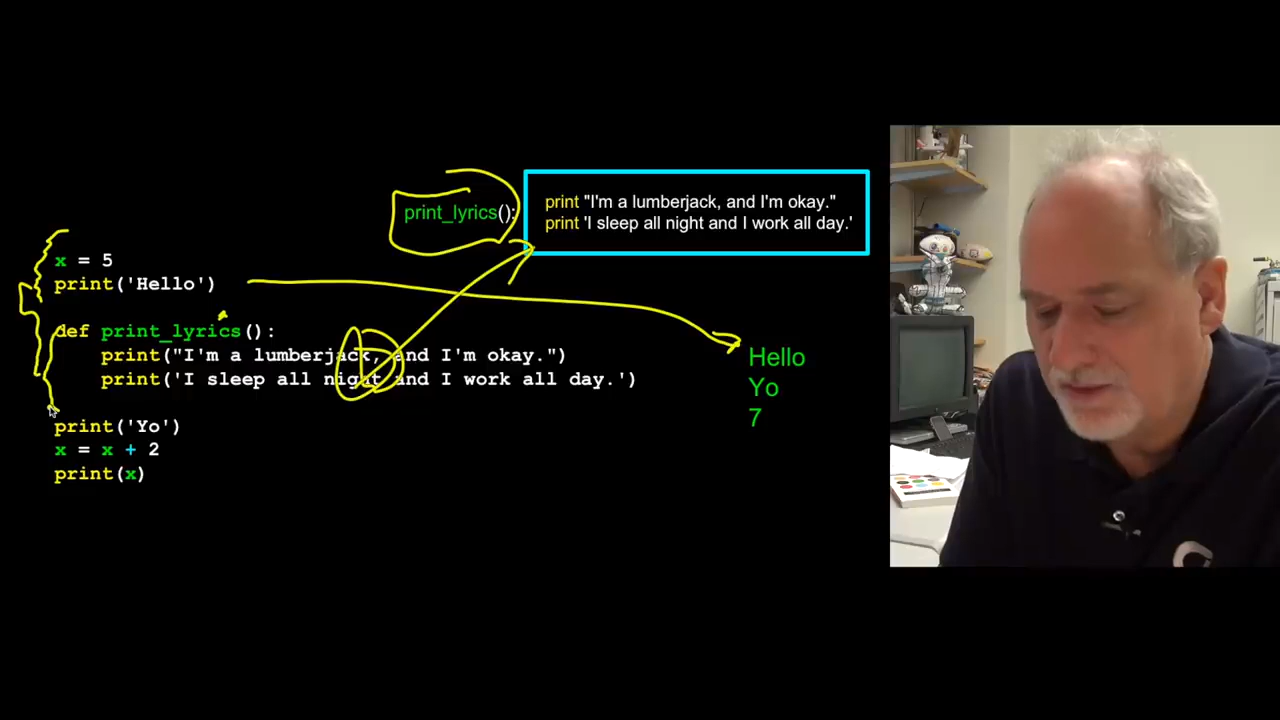 print_lyrics():
print "I'm a lumberjack, and I'm okay."
print 'I sleep all night and I work all day.'
x = 5
print('Hello')
def print_lyrics():
print("I'm a lumberjack, and I'm okay.")
print('I sleep all night and I work all day.')
print('Yo')
x = x + 2
print(x)
Hello
Yo
7